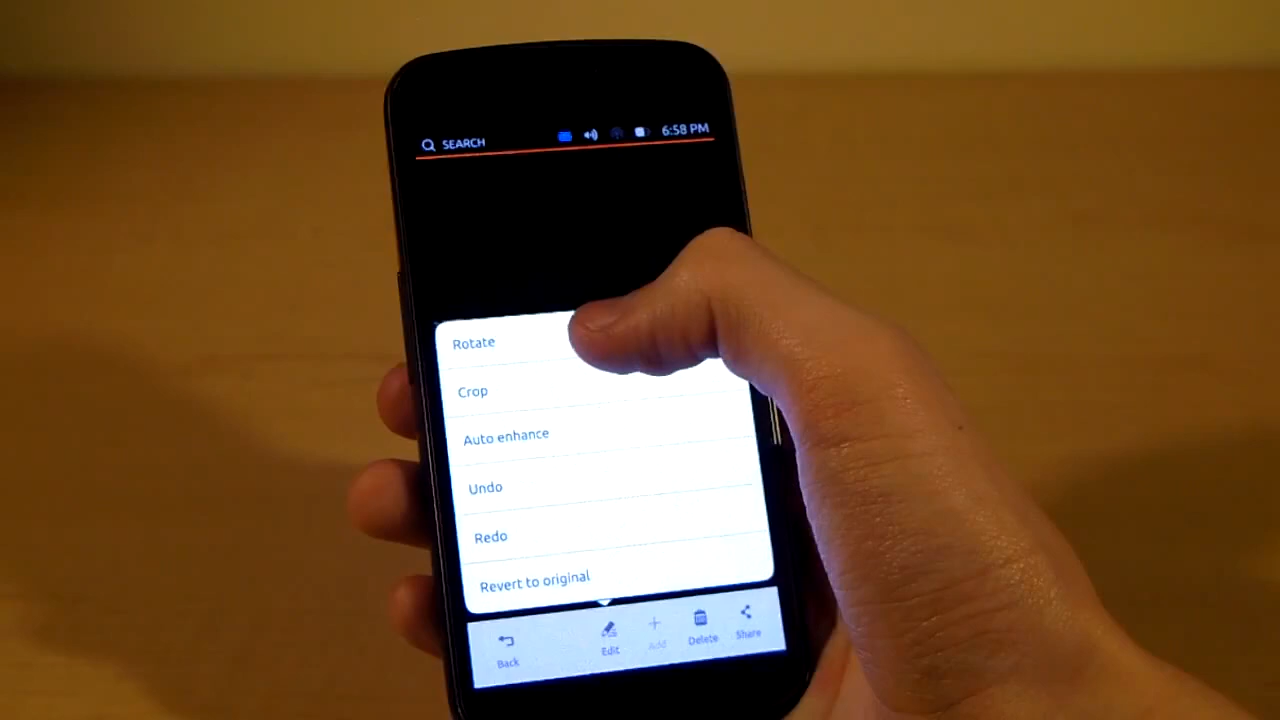 SEARCH 6:58 PM
Rotate
Crop
Auto enhance
Undo
Redo
Revert to original
Back Edit Add Delete Share